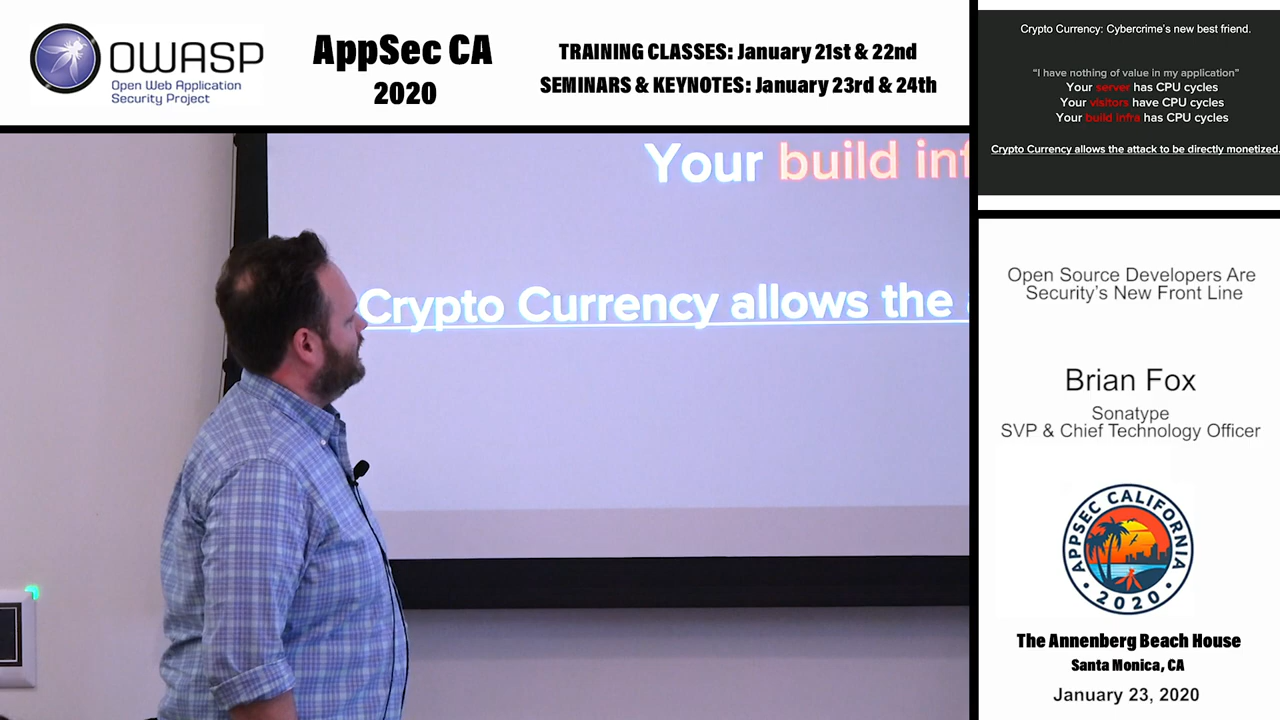 OWASP
Open Web Application
Security Project
AppSec CA
2020
TRAINING CLASSES: January 21st & 22nd
SEMINARS & KEYNOTES: January 23rd & 24th
Your build inf
Crypto Currency allows the a
Crypto Currency: Cybercrime's new best friend.
"I have nothing of value in my application"
Your server has CPU cycles
Your visitors have CPU cycles
Your build infra has CPU cycles
Crypto Currency allows the attack to be directly monetized.
Open Source Developers Are
Security's New Front Line
Brian Fox
Sonatype
SVP & Chief Technology Officer
APPSEC CALIFORNIA
• 2020 •
The Annenberg Beach House
Santa Monica, CA
January 23, 2020